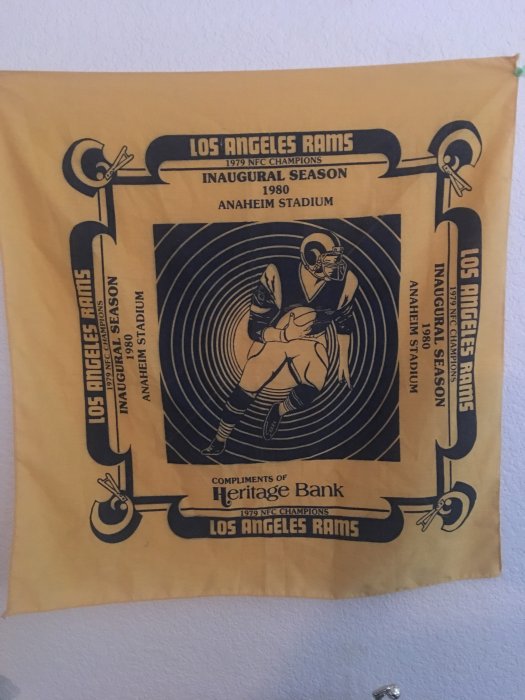 LOS ANGELES RAMS
1979 NFC CHAMPIONS
INAUGURAL SEASON
1980
ANAHEIM STADIUM
LOS ANGELES RAMS
1979 NFC CHAMPIONS
INAUGURAL SEASON
1980
ANAHEIM STADIUM
LOS ANGELES RAMS
1979 NFC CHAMPIONS
INAUGURAL SEASON
1980
ANAHEIM STADIUM
COMPLIMENTS OF
Heritage Bank
1979 NFC CHAMPIONS
LOS ANGELES RAMS